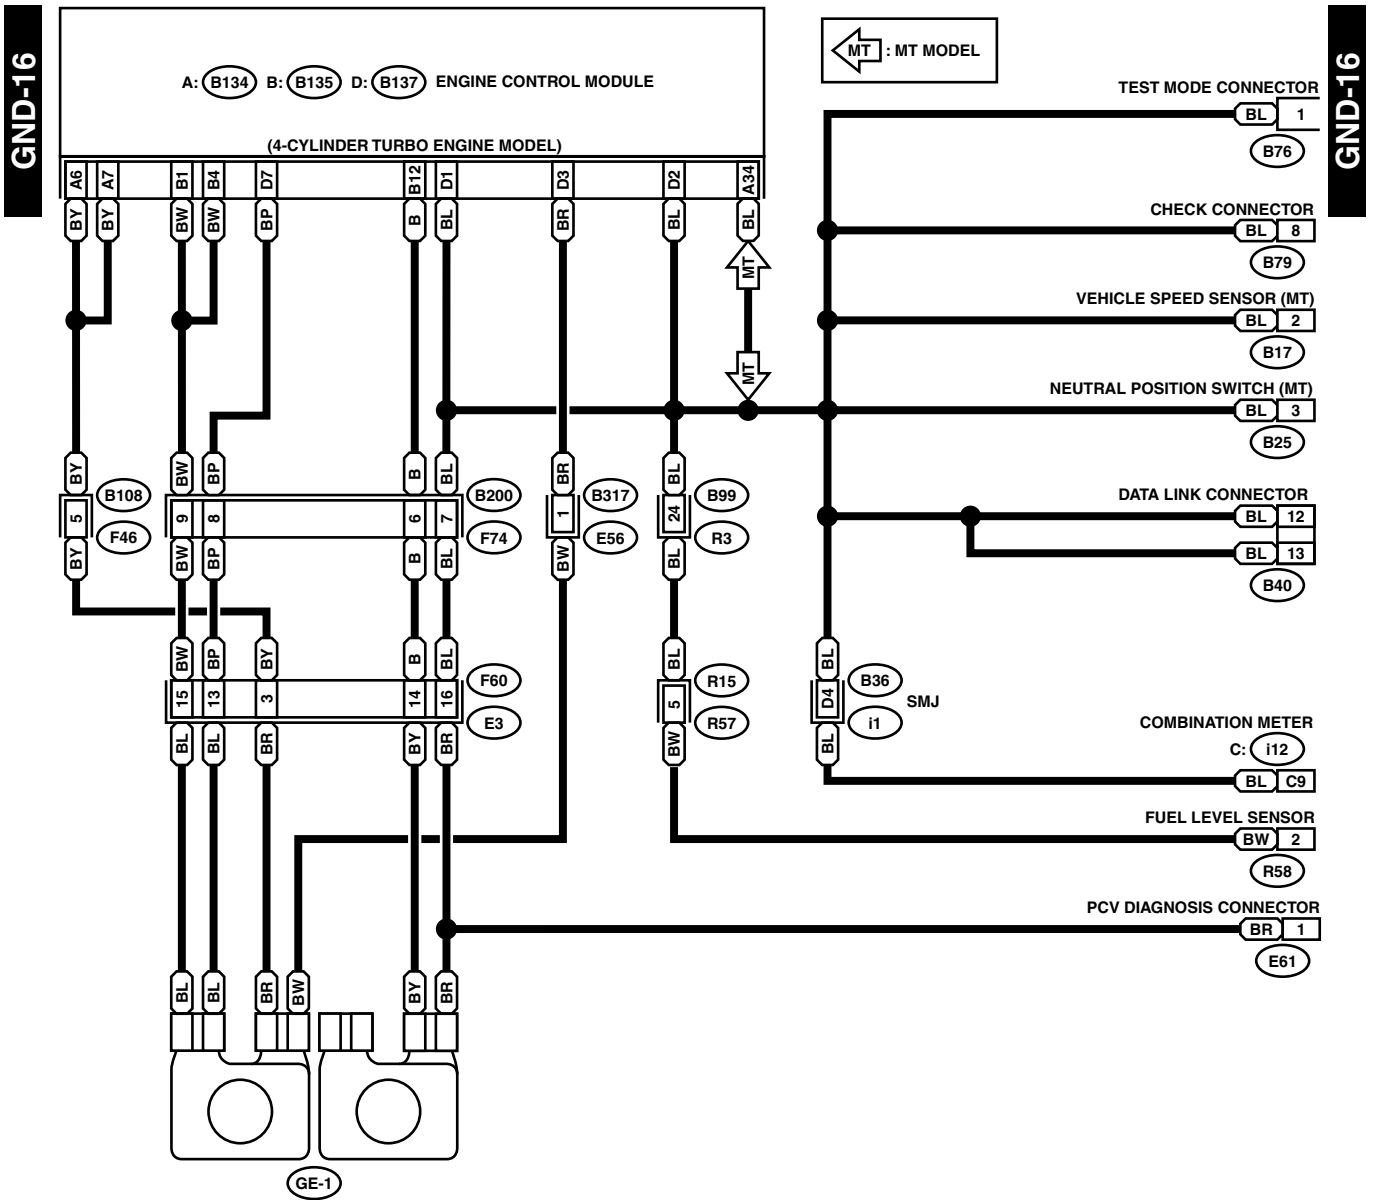 GND-16
GND-16
MT : MT MODEL
A: B134 B: B135 D: B137 ENGINE CONTROL MODULE
(4-CYLINDER TURBO ENGINE MODEL)
TEST MODE CONNECTOR
BL 1
B76
A6 A7 B1 B4 D7 B12 D1 D3 D2 A34
BY BY BW BW BP B BL BR BL BL
CHECK CONNECTOR
BL 8
B79
MT
VEHICLE SPEED SENSOR (MT)
BL 2
B17
MT
NEUTRAL POSITION SWITCH (MT)
BL 3
B25
BY BW BP B BL BR BL
B108 B200 B317 B99
5 9 8 6 7 1 24
F46 F74 E56 R3
BY BW BP B BL BW BL
DATA LINK CONNECTOR
BL 12
BL 13
B40
BW BP BY B BL BL BL
F60 R15 B36
15 13 3 14 16 5 D4
SMJ
E3 R57 i1
BL BL BR BY BR BW BL
COMBINATION METER
C: i12
BL C9
FUEL LEVEL SENSOR
BW 2
R58
PCV DIAGNOSIS CONNECTOR
BR 1
E61
BL BL BR BW BY BR
GE-1